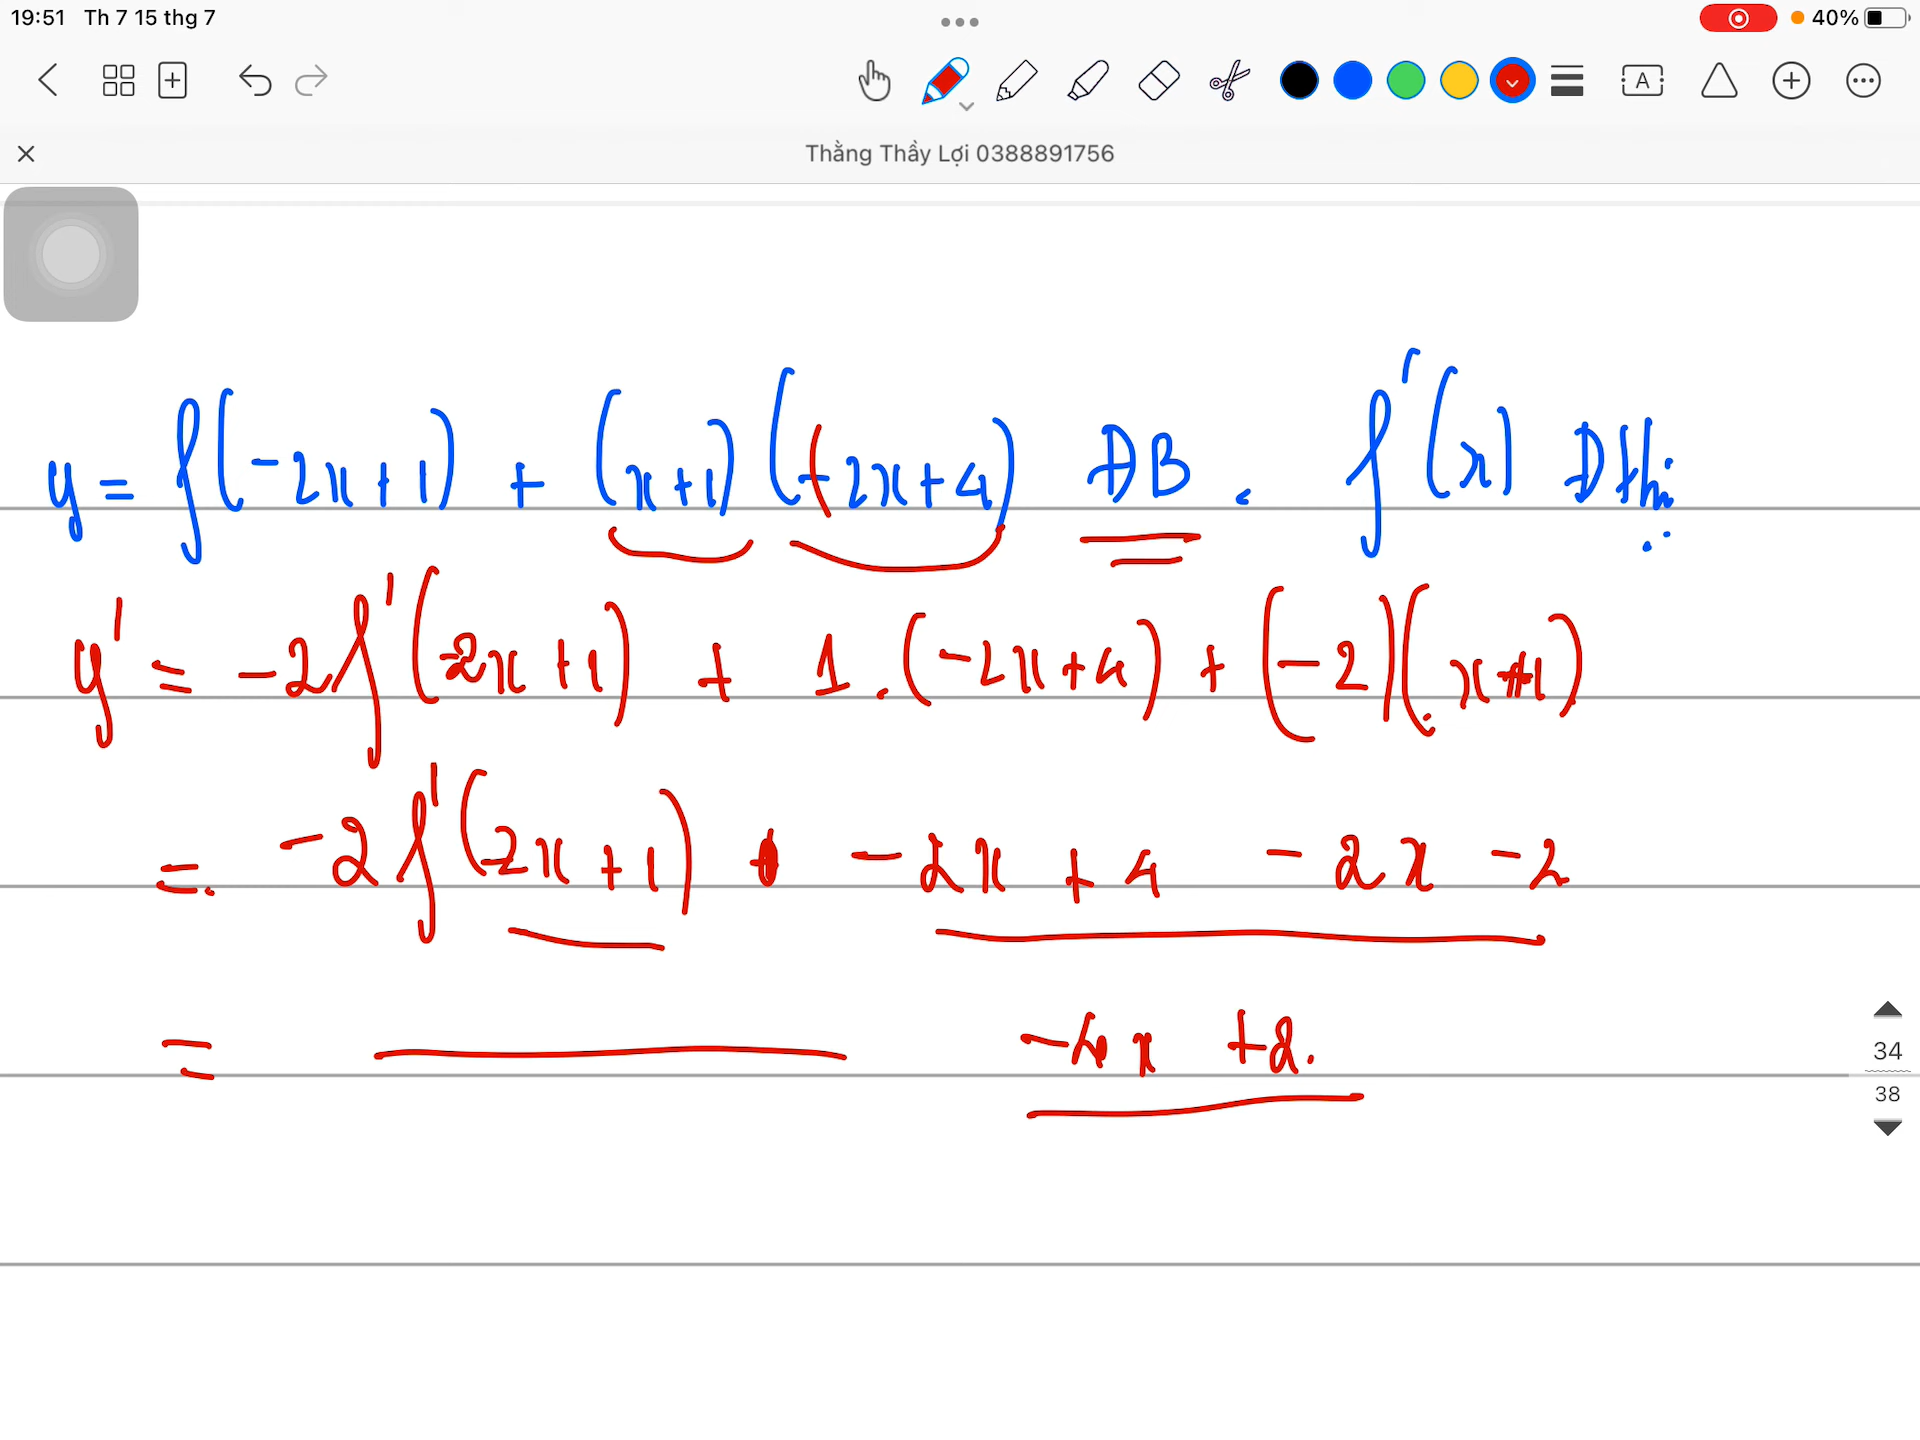 19:51 Th 7 15 thg 7 40%
A
Thằng Thầy Lợi 0388891756
y = f(-2x+1) + (x+1)(-2x+4) ĐB. f'(x) Đthị
y' = -2f'(-2x+1) + 1.(-2x+4) + (-2)(x+1)
= -2f'(-2x+1) -2x + 4 - 2x - 2
= -4x +2.
34
38